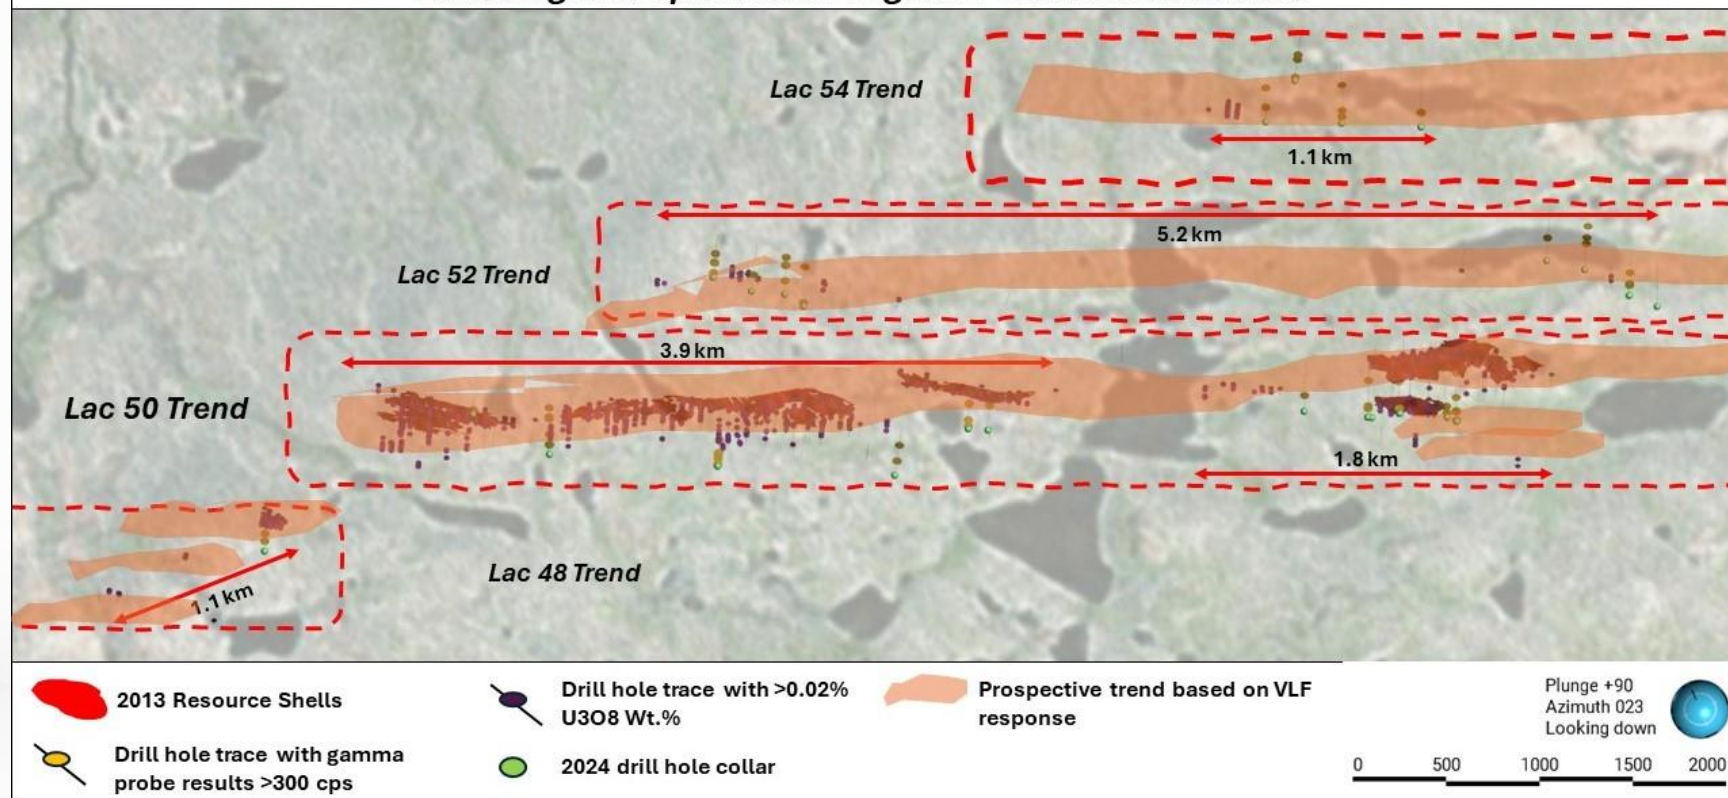 Lac 54 Trend
1.1 km
5.2 km
Lac 52 Trend
3.9 km
Lac 50 Trend
1.8 km
Lac 48 Trend
1.1 km
2013 Resource Shells
Drill hole trace with >0.02%
U3O8 Wt.%
Prospective trend based on VLF
response
Drill hole trace with gamma
probe results >300 cps
2024 drill hole collar
Plunge +90
Azimuth 023
Looking down
0 500 1000 1500 2000